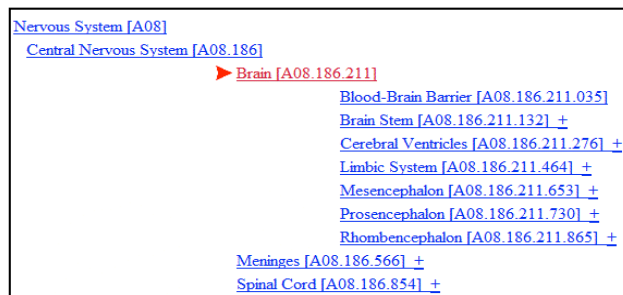 Nervous System [A08]
Central Nervous System [A08.186]
Brain [A08.186.211]
Blood-Brain Barrier [A08.186.211.035]
Brain Stem [A08.186.211.132] +
Cerebral Ventricles [A08.186.211.276] +
Limbic System [A08.186.211.464] +
Mesencephalon [A08.186.211.653] +
Prosencephalon [A08.186.211.730] +
Rhombencephalon [A08.186.211.865] +
Meninges [A08.186.566] +
Spinal Cord [A08.186.854] +